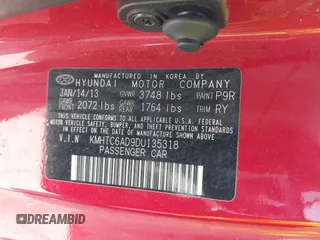 MANUFACTURED IN KOREA BY
HYUNDAI MOTOR COMPANY
JAN/14/13 GVWR 3748 lbs PAINT P9R
GAWR FRONT 2072 lbs GAWR REAR 1764 lbs TRIM RY
THIS VEHICLE CONFORMS TO ALL APPLICABLE
FEDERAL MOTOR VEHICLE SAFETY, BUMPER,
AND THEFT PREVENTION STANDARDS
IN EFFECT ON THE DATE OF
MANUFACTURE SHOWN ABOVE.
V.I.N KMHTC6AD9DU135318
PASSENGER CAR
DREAMBID